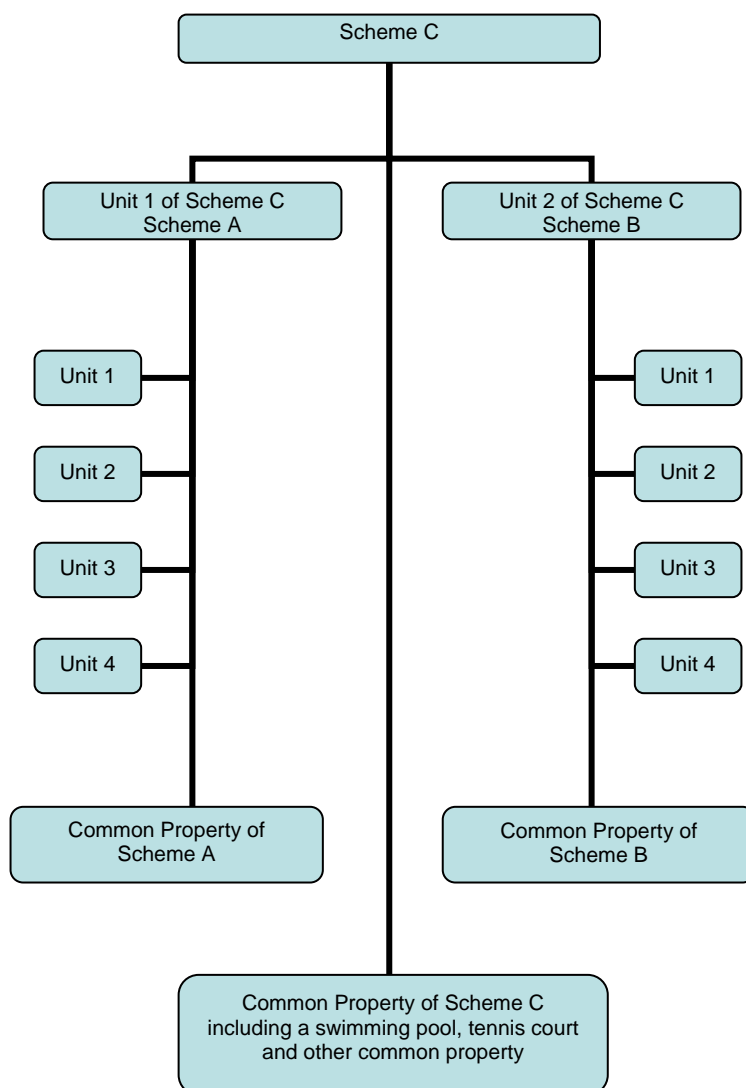 Scheme C
Unit 1 of Scheme C
Scheme A
Unit 2 of Scheme C
Scheme B
Unit 1
Unit 1
Unit 2
Unit 2
Unit 3
Unit 3
Unit 4
Unit 4
Common Property of
Scheme A
Common Property of
Scheme B
Common Property of Scheme C
including a swimming pool, tennis court
and other common property